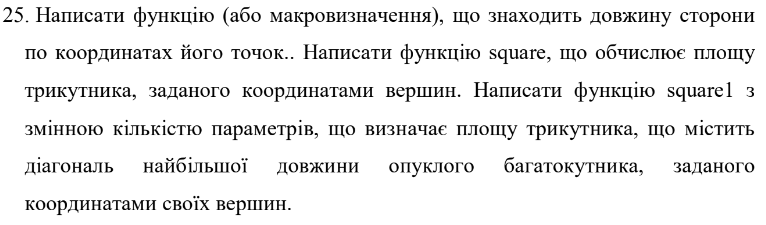 25. Написати функцію (або макровизначення), що знаходить довжину сторони
по координатах його точок.. Написати функцію square, що обчислює площу
трикутника, заданого координатами вершин. Написати функцію square1 з
змінною кількістю параметрів, що визначає площу трикутника, що містить
діагональ найбільшої довжини опуклого багатокутника, заданого
координатами своїх вершин.